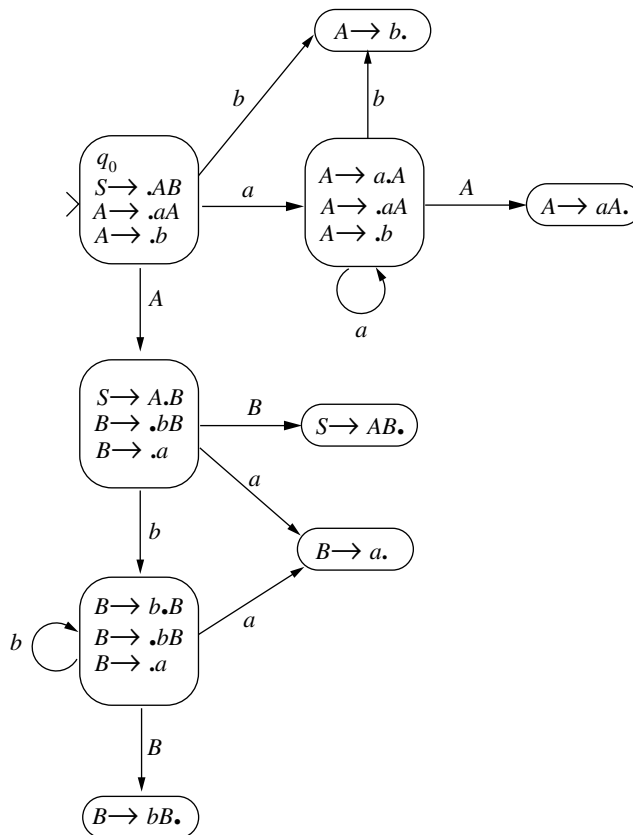 A → b.
b
b
q0
S → .AB
A → .aA
A → .b
a
A → a.A
A → .aA
A → .b
A
A → aA.
A
a
S → A.B
B → .bB
B → .a
B
S → AB.
a
b
B → a.
B → b.B
B → .bB
B → .a
a
b
B
B → bB.